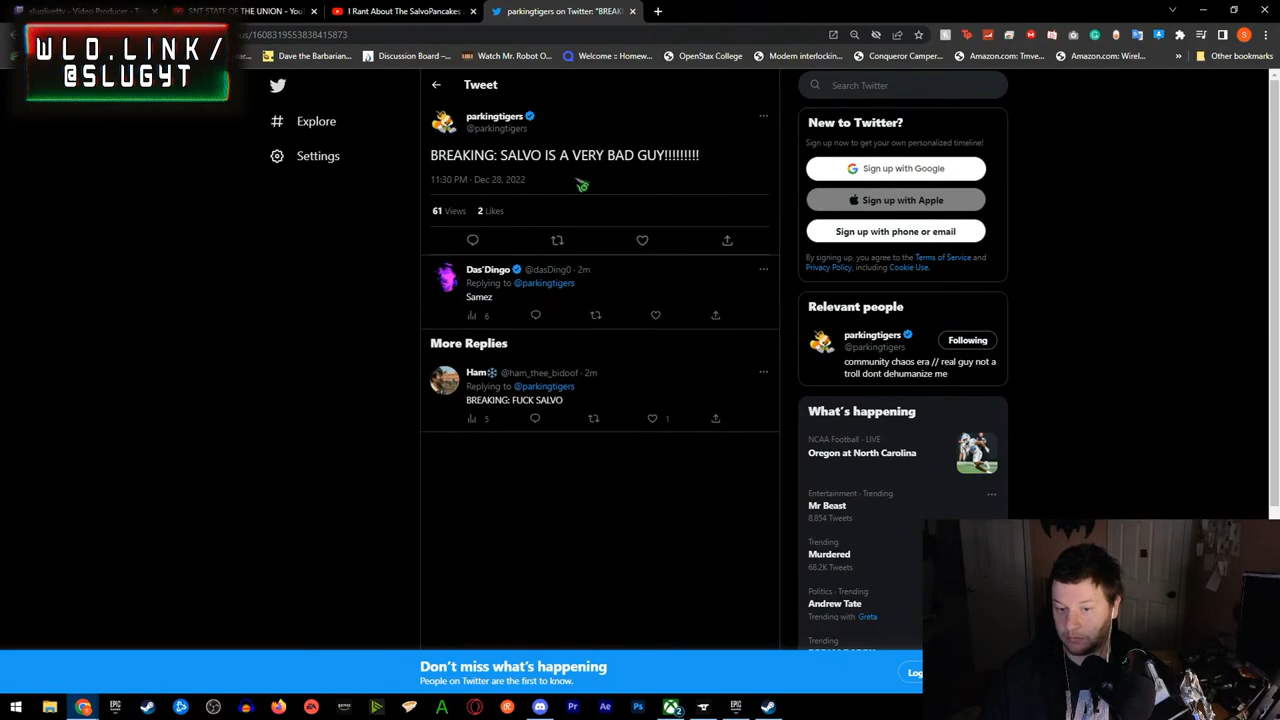 sluglivetty - Video Producer - T
SNT STATE OF THE UNION - You
I Rant About The SalvoPancakes
parkingtigers on Twitter: "BREAK
us/1608319553838415873
WLO.LINK/
@SLUGYT
Dave the Barbarian...
Discussion Board –...
Watch Mr. Robot O...
Welcome :: Homew...
OpenStax College
Modern interlockin...
Conqueror Camper...
Amazon.com: Tmve...
Amazon.com: Wirel...
Other bookmarks
Explore
Settings
Tweet
parkingtigers
@parkingtigers
BREAKING: SALVO IS A VERY BAD GUY!!!!!!!!!
11:30 PM · Dec 28, 2022
61 Views 2 Likes
Das'Dingo @dasDing0 · 2m
Replying to @parkingtigers
Samez
6
More Replies
Ham❄ @ham_thee_bidoof · 2m
Replying to @parkingtigers
BREAKING: FUCK SALVO
5 1
Search Twitter
New to Twitter?
Sign up now to get your own personalized timeline!
Sign up with Google
Sign up with Apple
Sign up with phone or email
By signing up, you agree to the Terms of Service and
Privacy Policy, including Cookie Use.
Relevant people
parkingtigers
@parkingtigers
Following
community chaos era // real guy not a
troll dont dehumanize me
What's happening
NCAA Football · LIVE
Oregon at North Carolina
Entertainment · Trending
Mr Beast
8,854 Tweets
Trending
Murdered
68.2K Tweets
Politics · Trending
Andrew Tate
Trending with Greta
Trending
Don't miss what's happening
People on Twitter are the first to know.
Log